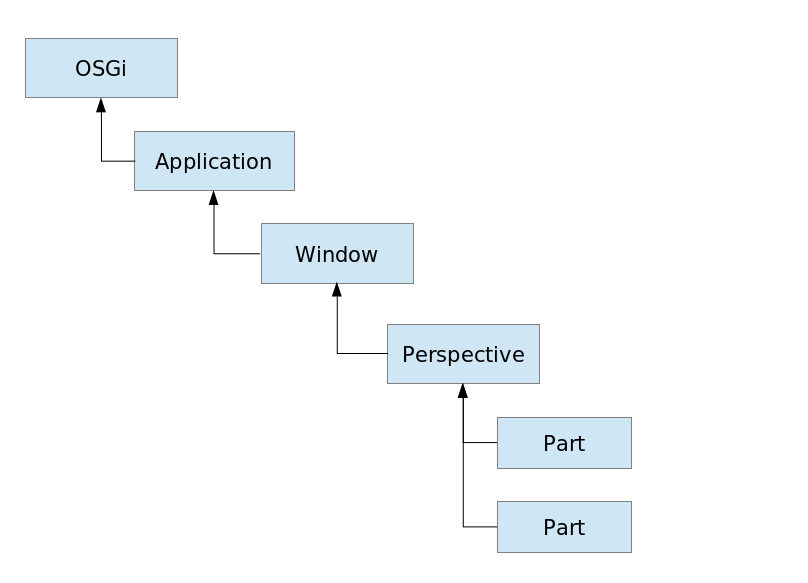 OSGi
Application
Window
Perspective
Part
Part